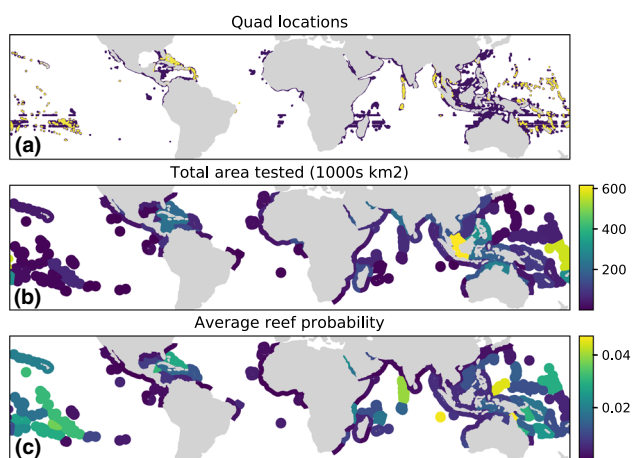 Quad locations
(a)
Total area tested (1000s km2)
600
400
200
(b)
Average reef probability
0.04
0.02
(c)